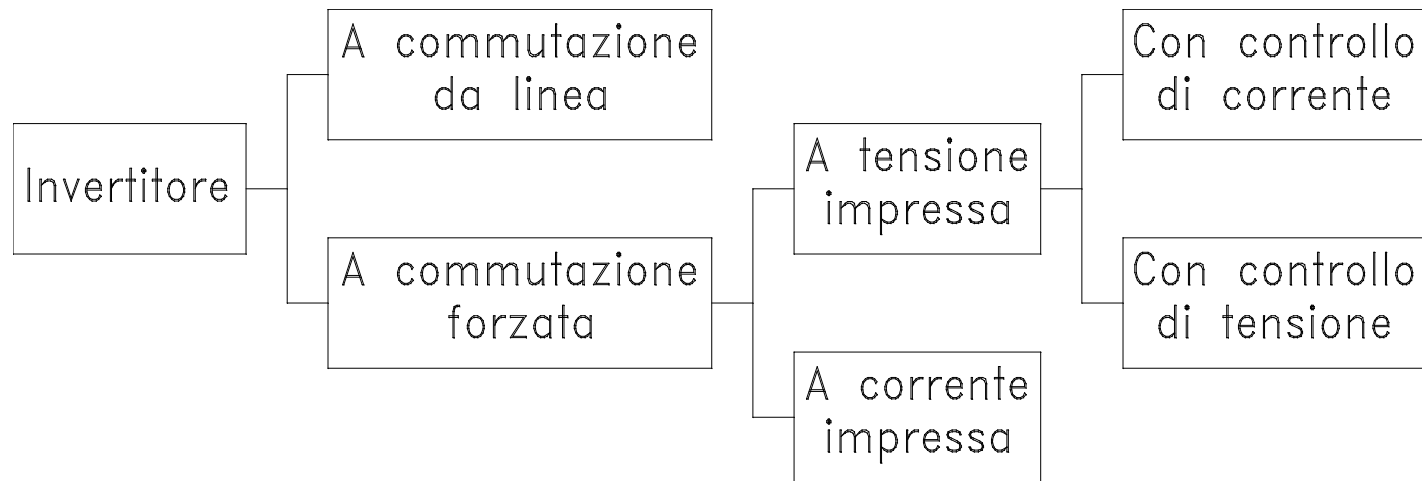 Invertitore
A commutazione
da linea
A commutazione
forzata
A tensione
impressa
A corrente
impressa
Con controllo
di corrente
Con controllo
di tensione